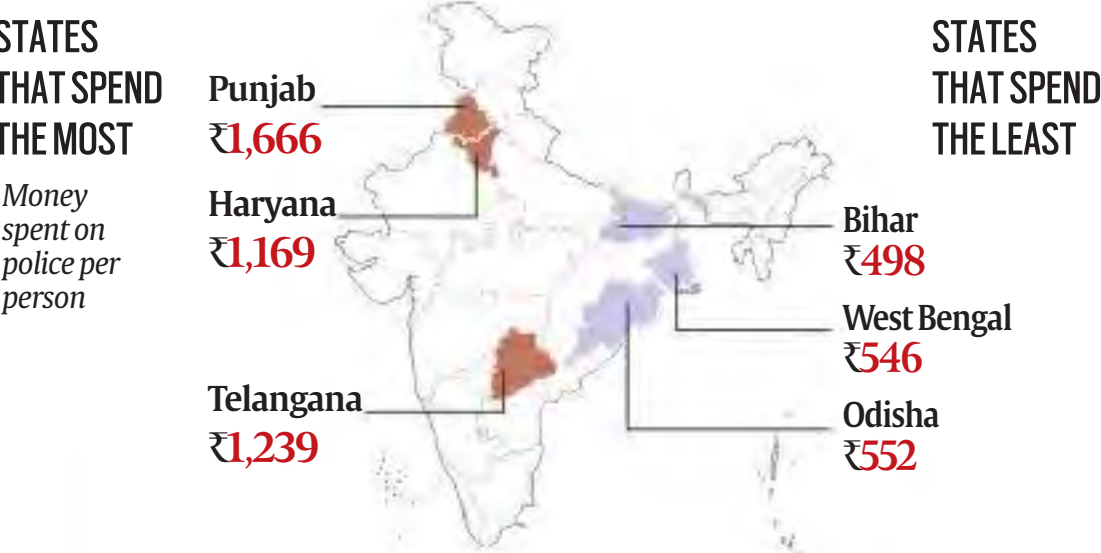 STATES
THAT SPEND
THE MOST
Money
spent on
police per
person
Punjab
₹1,666
Haryana
₹1,169
Telangana
₹1,239
STATES
THAT SPEND
THE LEAST
Bihar
₹498
West Bengal
₹546
Odisha
₹552